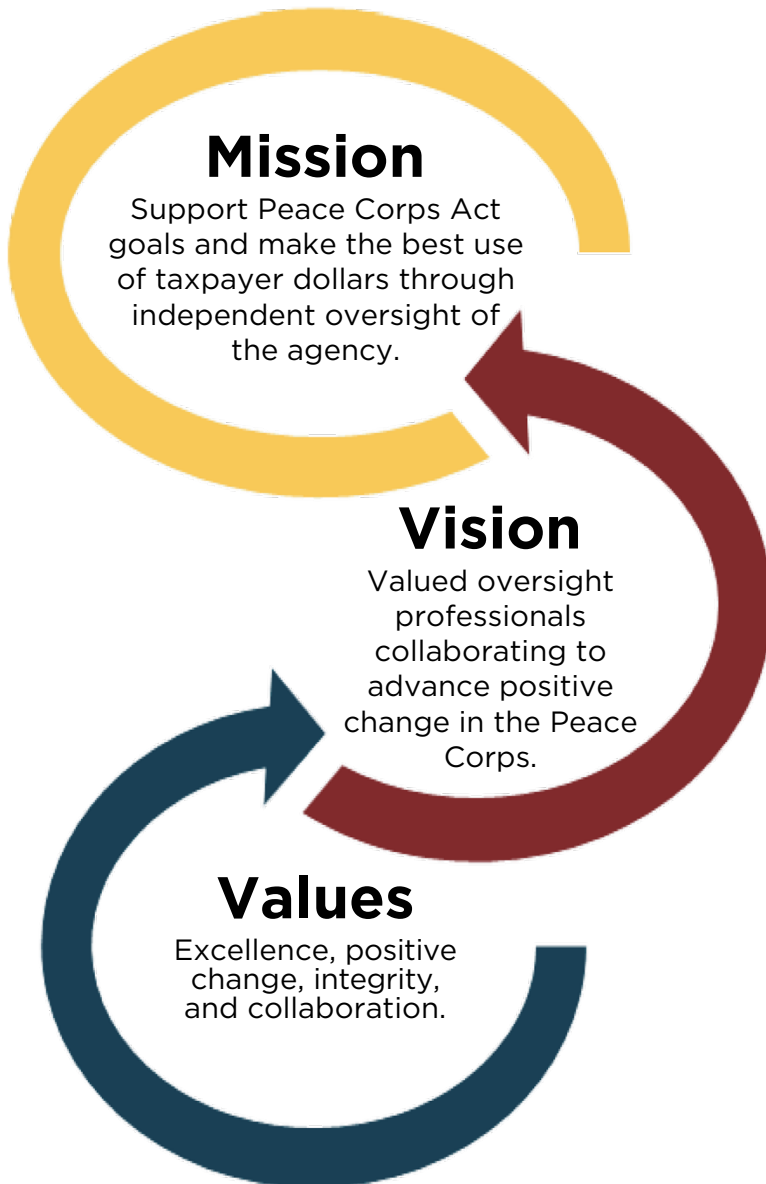 Mission
Support Peace Corps Act
goals and make the best use
of taxpayer dollars through
independent oversight of
the agency.
Vision
Valued oversight
professionals
collaborating to
advance positive
change in the Peace
Corps.
Values
Excellence, positive
change, integrity,
and collaboration.